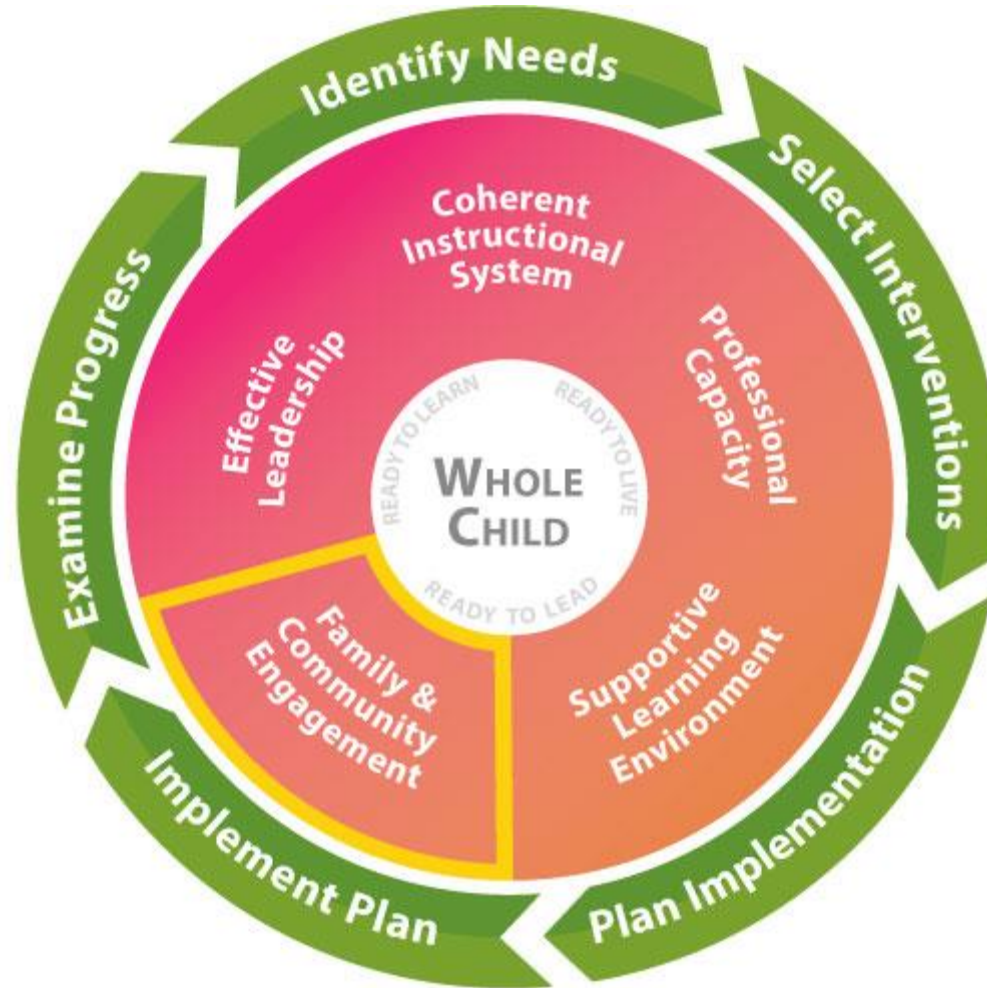 Identify Needs
Select Interventions
Plan Implementation
Implement Plan
Examine Progress
Coherent
Instructional
System
Professional
Capacity
Supportive
Learning
Environment
Family &
Community
Engagement
Effective
Leadership
READY TO LEARN
READY TO LIVE
READY TO LEAD
WHOLE
CHILD